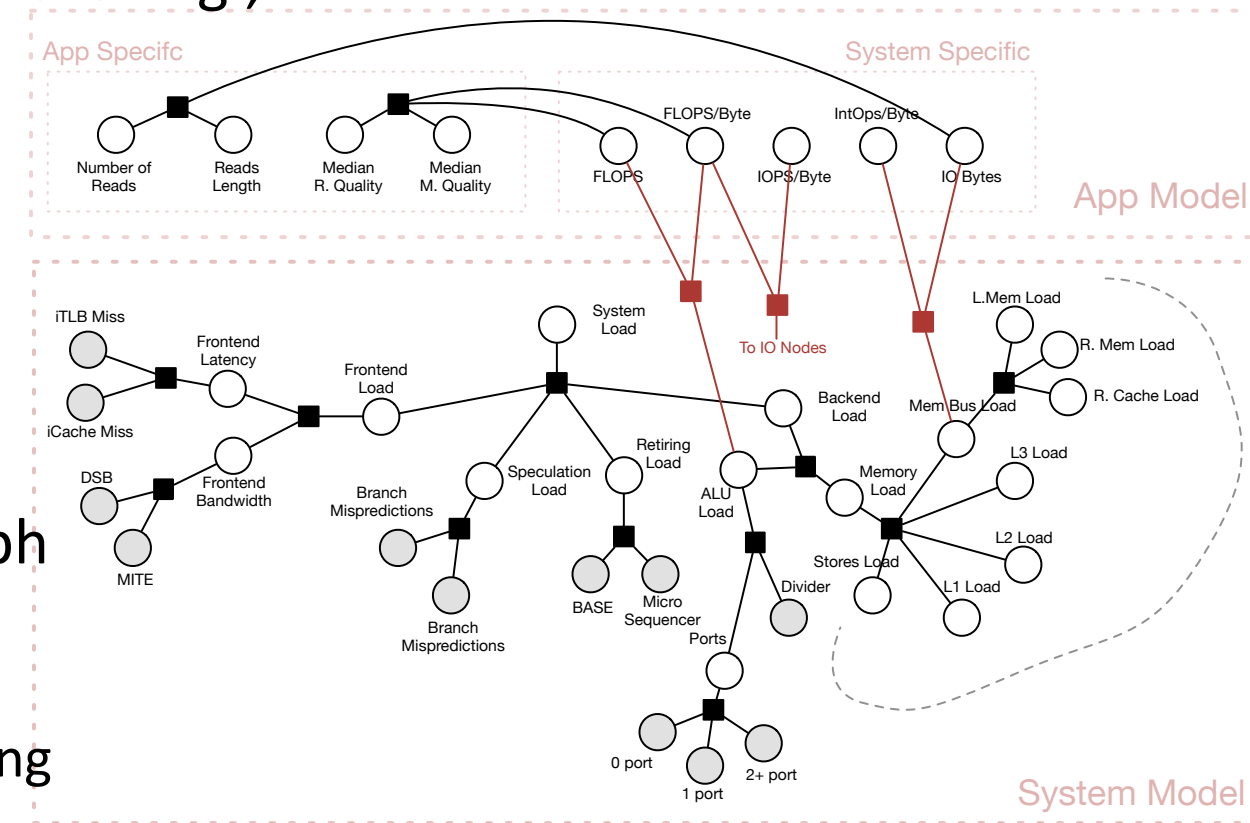 App Specifc
System Specific
FLOPS/Byte
IntOps/Byte
Number of
Reads
Reads
Length
Median
R. Quality
Median
M. Quality
FLOPS
IOPS/Byte
IO Bytes
App Model
iTLB Miss
Frontend
Latency
iCache Miss
Frontend
Load
System
Load
To IO Nodes
L.Mem Load
R. Mem Load
R. Cache Load
Backend
Load
Mem Bus Load
DSB
Frontend
Bandwidth
MITE
Branch
Mispredictions
Speculation
Load
Retiring
Load
ALU
Load
Memory
Load
L3 Load
L2 Load
Stores Load
L1 Load
Divider
Branch
Mispredictions
BASE
Micro
Sequencer
Ports
0 port
1 port
2+ port
ph
ng
System Model